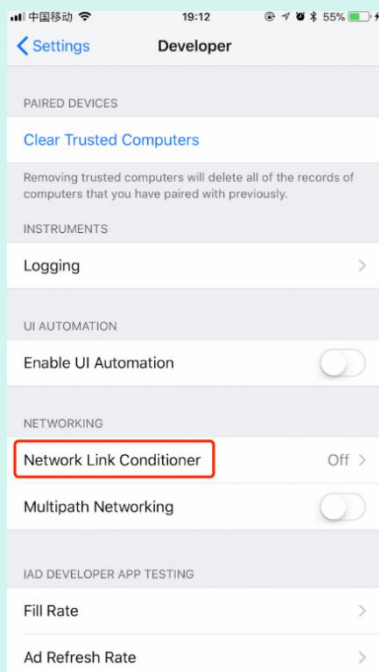 中国移动 19:12 55%
Settings Developer
PAIRED DEVICES
Clear Trusted Computers
Removing trusted computers will delete all of the records of
computers that you have paired with previously.
INSTRUMENTS
Logging
UI AUTOMATION
Enable UI Automation
NETWORKING
Network Link Conditioner Off
Multipath Networking
IAD DEVELOPER APP TESTING
Fill Rate
Ad Refresh Rate